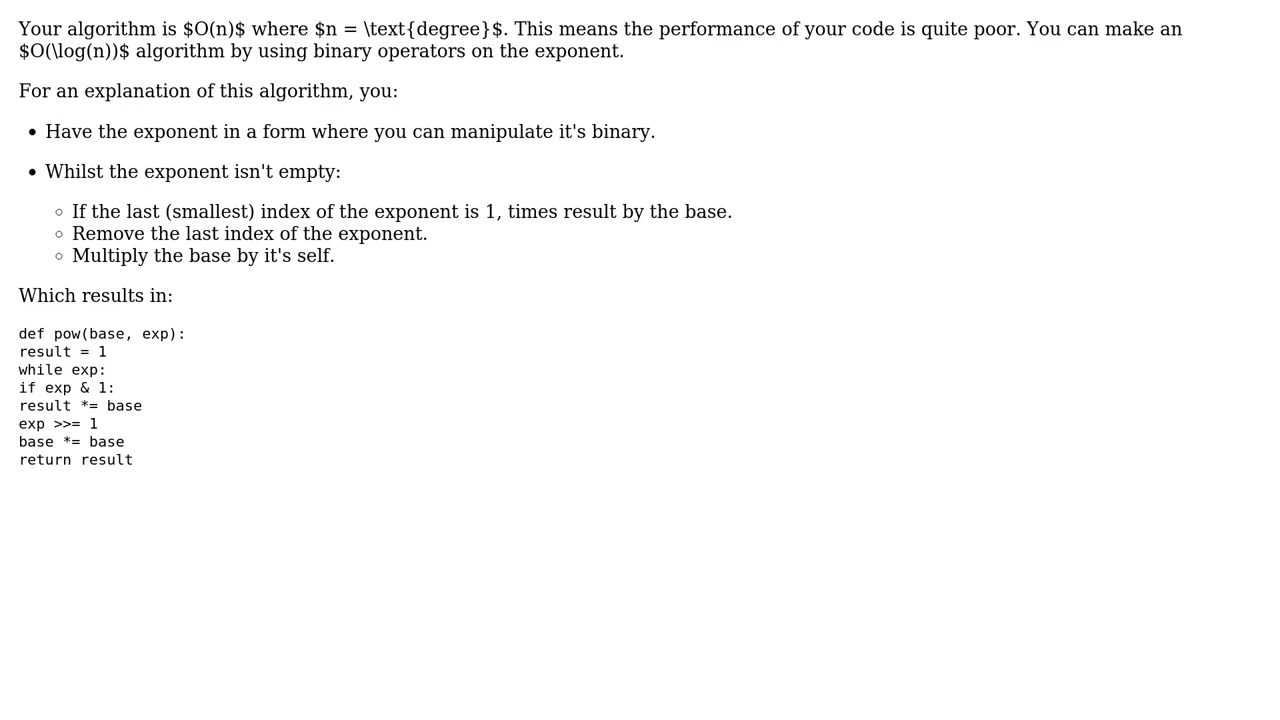 Your algorithm is $O(n)$ where $n = \text{degree}$. This means the performance of your code is quite poor. You can make an
$O(\log(n))$ algorithm by using binary operators on the exponent.
For an explanation of this algorithm, you:
• Have the exponent in a form where you can manipulate it's binary.
• Whilst the exponent isn't empty:
◦ If the last (smallest) index of the exponent is 1, times result by the base.
◦ Remove the last index of the exponent.
◦ Multiply the base by it's self.
Which results in:
def pow(base, exp):
result = 1
while exp:
if exp & 1:
result *= base
exp >>= 1
base *= base
return result